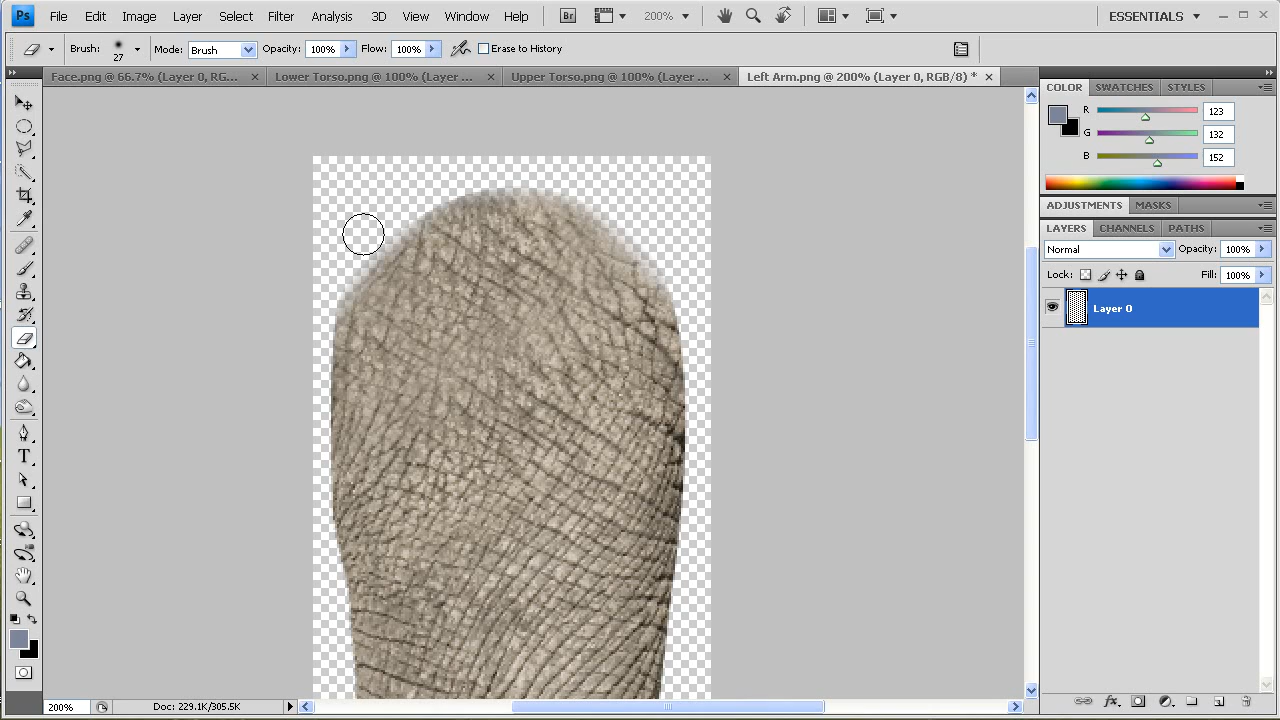 Ps File Edit Image Layer Select Filter Analysis 3D View Window Help Br 200% ESSENTIALS
Brush: 27 Mode: Brush Opacity: 100% Flow: 100% Erase to History
Face.png @ 66.7% (Layer 0, RG... Lower Torso.png @ 100% (Layer ... Upper Torso.png @ 100% (Layer ... Left Arm.png @ 200% (Layer 0, RGB/8) *
COLOR SWATCHES STYLES
R 123
G 132
B 152
ADJUSTMENTS MASKS
LAYERS CHANNELS PATHS
Normal Opacity: 100%
Lock: Fill: 100%
Layer 0
T
200% Doc: 229.1K/305.5K
fx